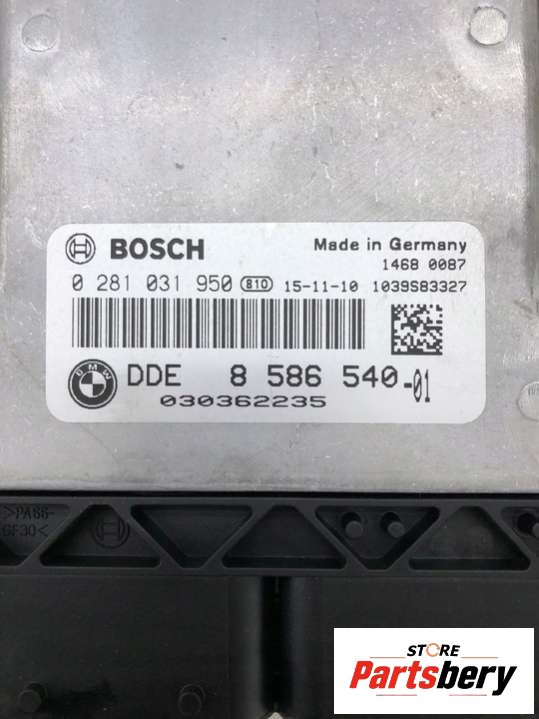 BOSCH
Made in Germany
1468 0087
0 281 031 950 810 15-11-10 1039S83327
BMW
DDE 8 586 540-01
030362235
>PA66-
GF30<
STORE
Partsbery